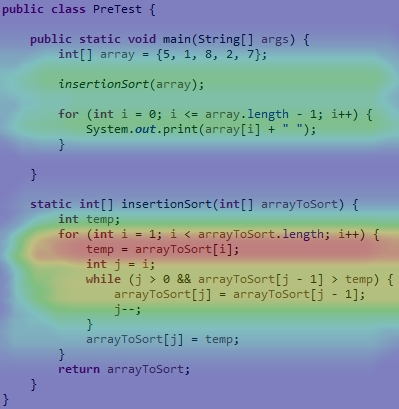 public class PreTest {
public static void main(String[] args) {
int[] array = {5, 1, 8, 2, 7};
insertionSort(array);
for (int i = 0; i <= array.length - 1; i++) {
System.out.print(array[i] + " ");
}
}
static int[] insertionSort(int[] arrayToSort) {
int temp;
for (int i = 1; i < arrayToSort.length; i++) {
temp = arrayToSort[i];
int j = i;
while (j > 0 && arrayToSort[j - 1] > temp) {
arrayToSort[j] = arrayToSort[j - 1];
j--;
}
arrayToSort[j] = temp;
}
return arrayToSort;
}
}